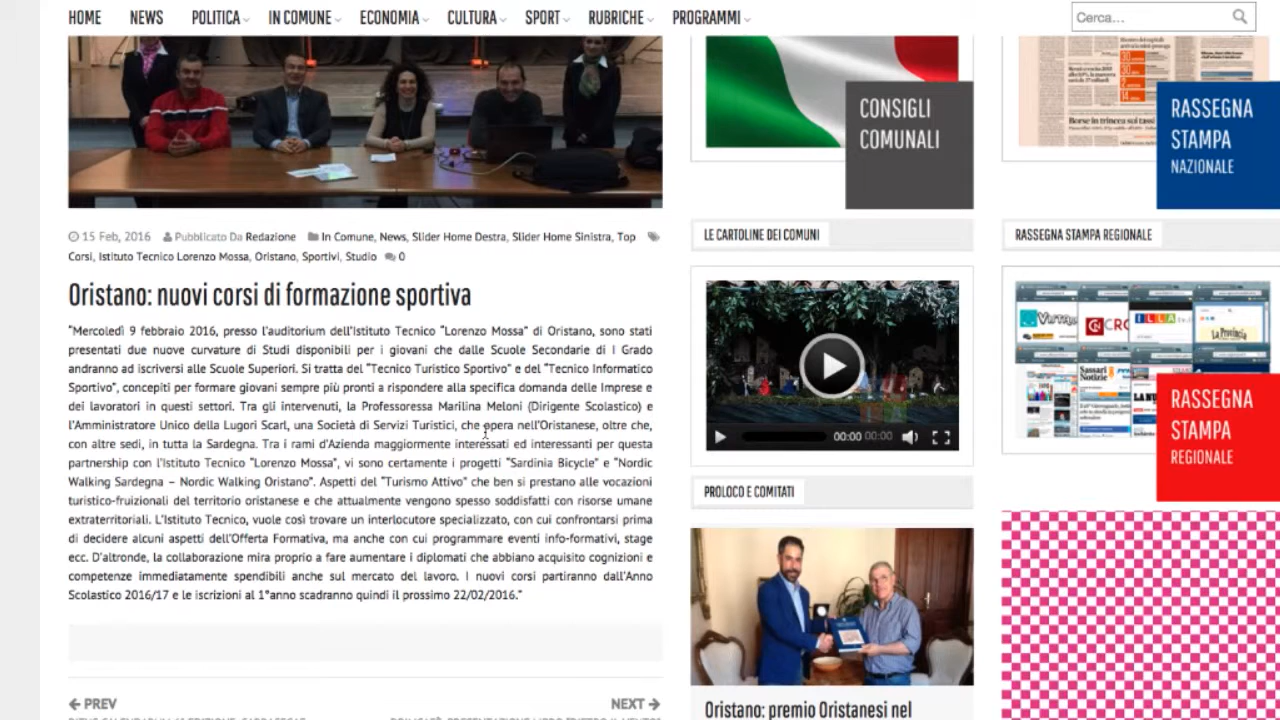 HOME NEWS POLITICA IN COMUNE ECONOMIA CULTURA SPORT RUBRICHE PROGRAMMI
Cerca...
15 Feb, 2016 Pubblicato Da Redazione In Comune, News, Slider Home Destra, Slider Home Sinistra, Top
Corsi, Istituto Tecnico Lorenzo Mossa, Oristano, Sportivi, Studio 0
Oristano: nuovi corsi di formazione sportiva
“Mercoledì 9 febbraio 2016, presso l’auditorium dell’Istituto Tecnico “Lorenzo Mossa” di Oristano, sono stati
presentati due nuove curvature di Studi disponibili per i giovani che dalle Scuole Secondarie di I Grado
andranno ad iscriversi alle Scuole Superiori. Si tratta del “Tecnico Turistico Sportivo” e del “Tecnico Informatico
Sportivo”, concepiti per formare giovani sempre più pronti a rispondere alla specifica domanda delle Imprese e
dei lavoratori in questi settori. Tra gli intervenuti, la Professoressa Marilina Meloni (Dirigente Scolastico) e
l’Amministratore Unico della Lugori Scarl, una Società di Servizi Turistici, che opera nell’Oristanese, oltre che,
con altre sedi, in tutta la Sardegna. Tra i rami d’Azienda maggiormente interessati ed interessanti per questa
partnership con l’Istituto Tecnico “Lorenzo Mossa”, vi sono certamente i progetti “Sardinia Bicycle” e “Nordic
Walking Sardegna – Nordic Walking Oristano”. Aspetti del “Turismo Attivo” che ben si prestano alle vocazioni
turistico-fruizionali del territorio oristanese e che attualmente vengono spesso soddisfatti con risorse umane
extraterritoriali. L’Istituto Tecnico, vuole così trovare un interlocutore specializzato, con cui confrontarsi prima
di decidere alcuni aspetti dell’Offerta Formativa, ma anche con cui programmare eventi info-formativi, stage
ecc. D’altronde, la collaborazione mira proprio a fare aumentare i diplomati che abbiano acquisito cognizioni e
competenze immediatamente spendibili anche sul mercato del lavoro. I nuovi corsi partiranno dall’Anno
Scolastico 2016/17 e le iscrizioni al 1°anno scadranno quindi il prossimo 22/02/2016.”
PREV
NEXT
CONSIGLI
COMUNALI
LE CARTOLINE DEI COMUNI
00:00 00:00
PROLOCO E COMITATI
Oristano: premio Oristanesi nel
Borse in trincea sui tassi
RASSEGNA
STAMPA
NAZIONALE
RASSEGNA STAMPA REGIONALE
ILLA
La Provincia
Sassari
Notizie
RASSEGNA
STAMPA
REGIONALE